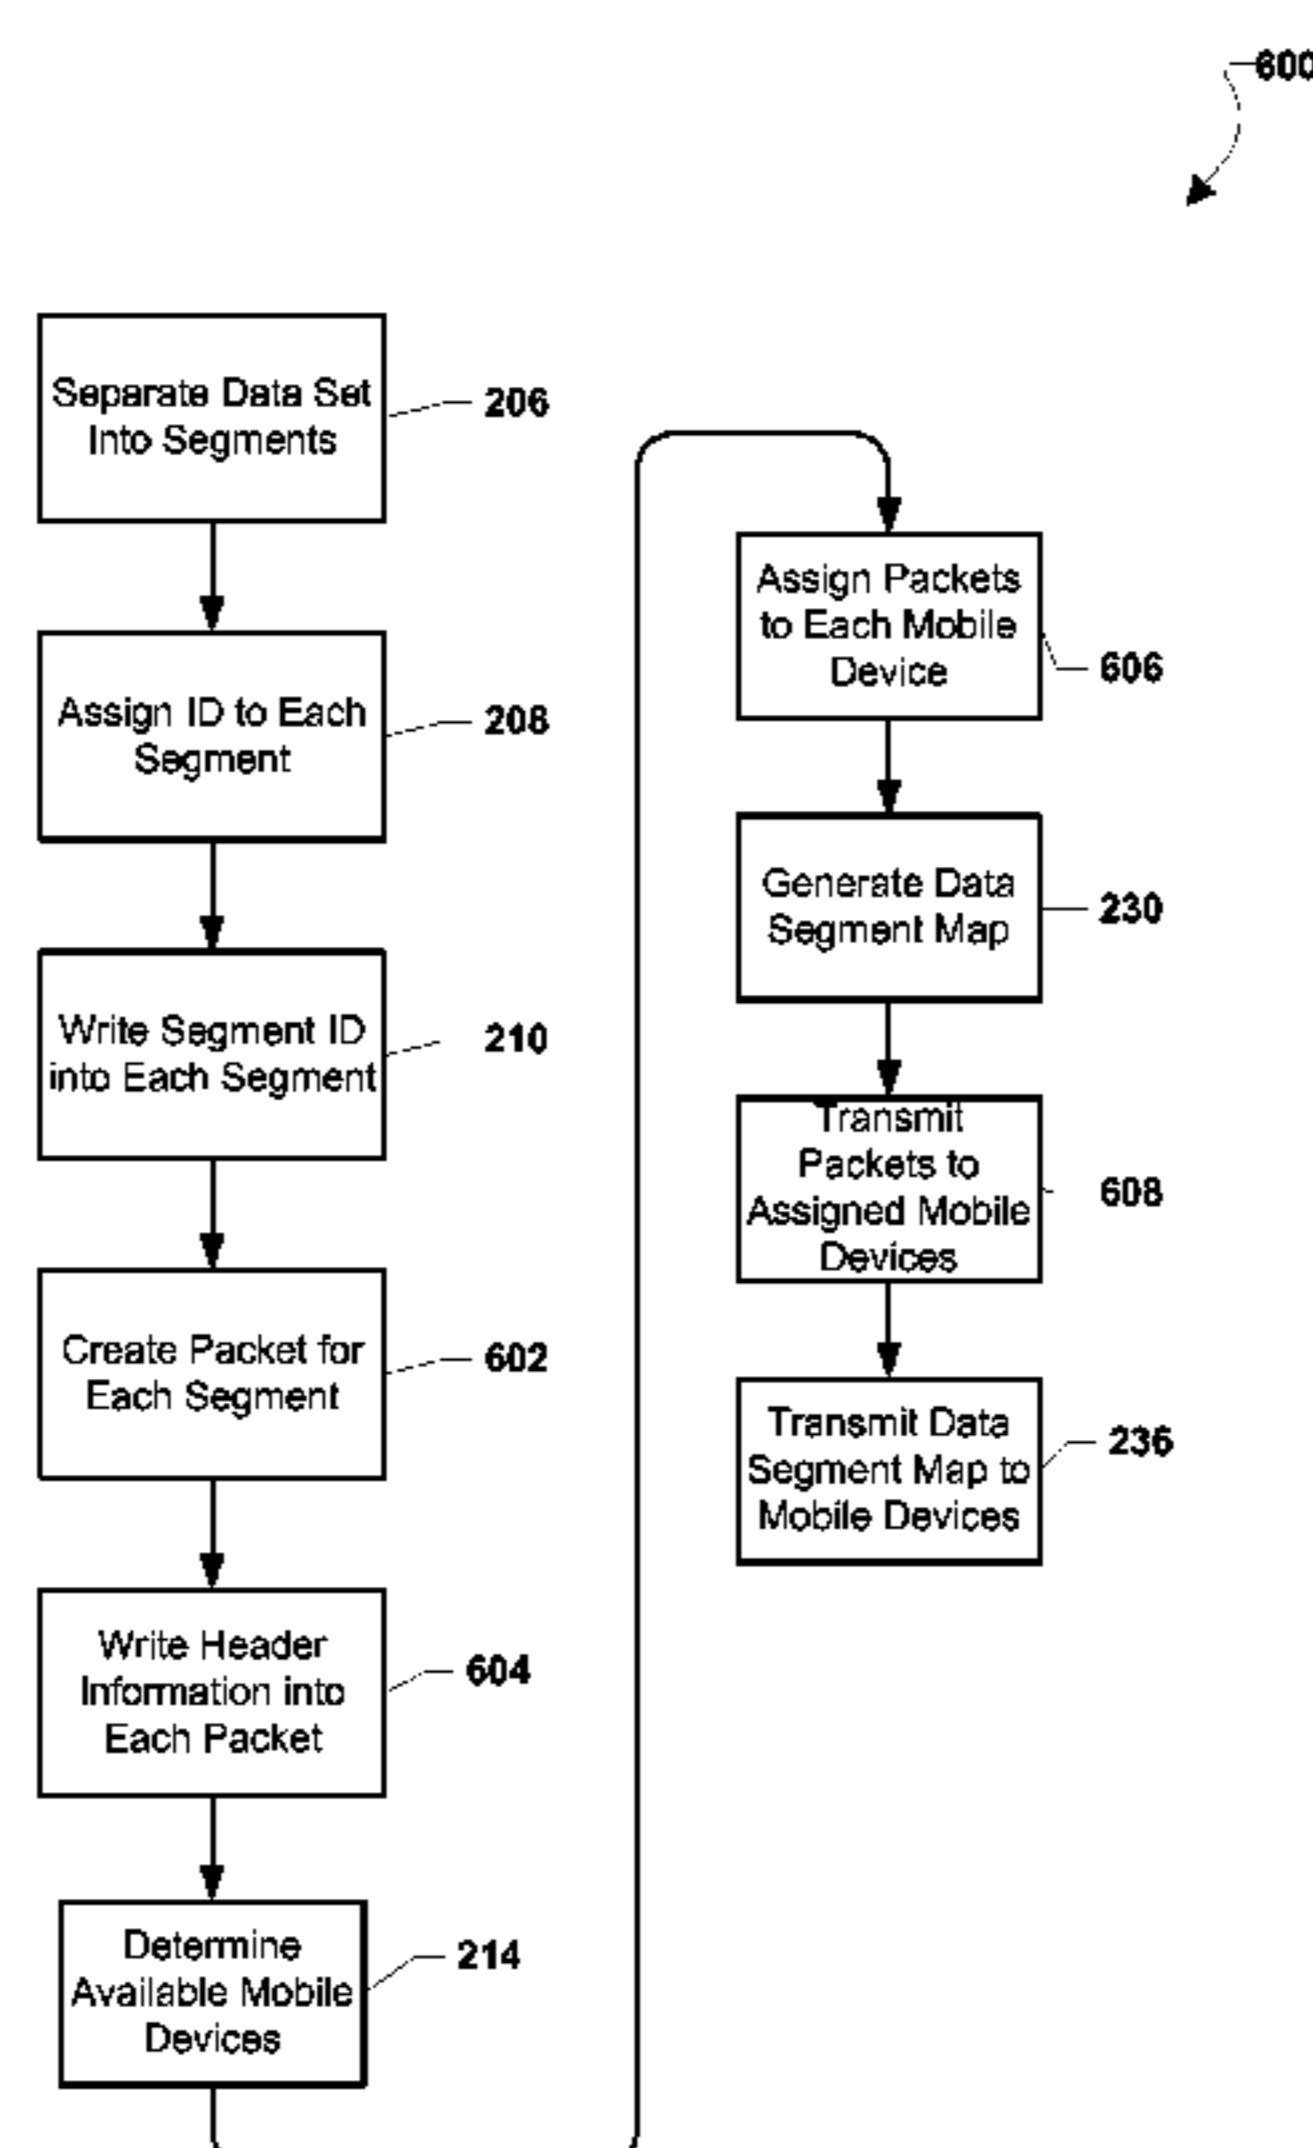 600
Separate Data Set
Into Segments
206
Assign ID to Each
Segment
208
Write Segment ID
into Each Segment
210
Create Packet for
Each Segment
602
Write Header
Information into
Each Packet
604
Determine
Available Mobile
Devices
214
Assign Packets
to Each Mobile
Device
606
Generate Data
Segment Map
230
Transmit
Packets to
Assigned Mobile
Devices
608
Transmit Data
Segment Map to
Mobile Devices
236